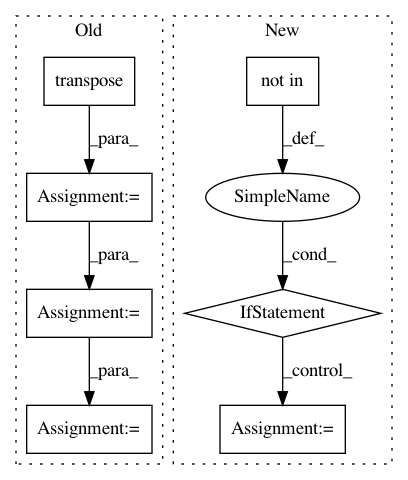 Old
New
transpose
not in
_para_
_def_
Assignment:=
SimpleName
_para_
_cond_
Assignment:=
IfStatement
_para_
_control_
Assignment:=
Assignment:=